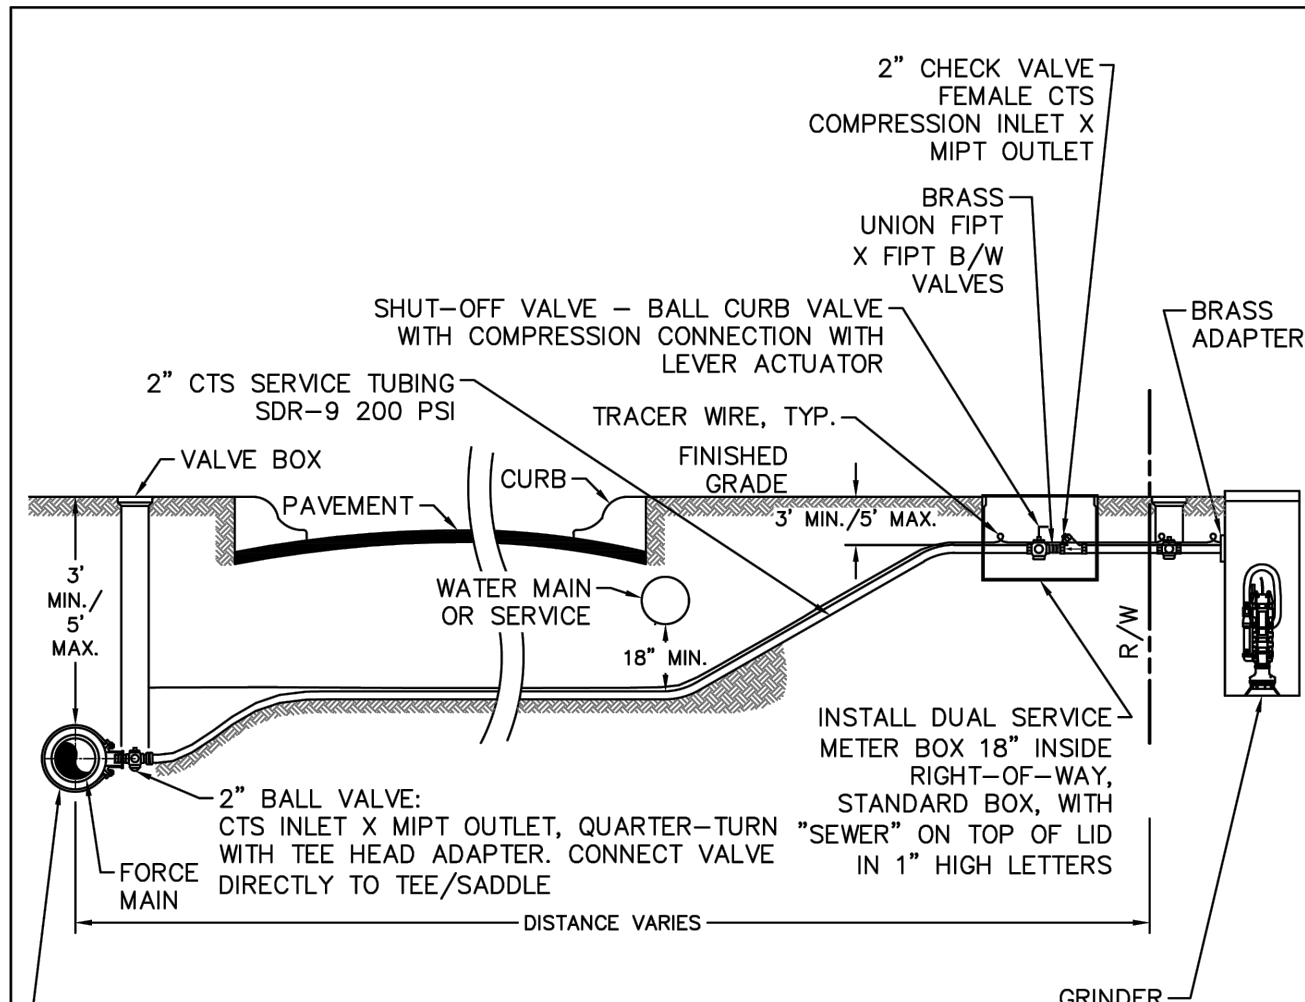 2” CHECK VALVE
FEMALE CTS
COMPRESSION INLET X
MIPT OUTLET
BRASS
UNION FIPT
X FIPT B/W
VALVES
SHUT-OFF VALVE – BALL CURB VALVE
WITH COMPRESSION CONNECTION WITH
LEVER ACTUATOR
BRASS
ADAPTER
2” CTS SERVICE TUBING
SDR-9 200 PSI
TRACER WIRE, TYP.
VALVE BOX
FINISHED
GRADE
CURB
PAVEMENT
3' MIN./5' MAX.
3'
MIN./
5'
MAX.
WATER MAIN
OR SERVICE
18” MIN.
R/W
INSTALL DUAL SERVICE
METER BOX 18” INSIDE
RIGHT-OF-WAY,
STANDARD BOX, WITH
"SEWER” ON TOP OF LID
IN 1” HIGH LETTERS
2” BALL VALVE:
CTS INLET X MIPT OUTLET, QUARTER-TURN
WITH TEE HEAD ADAPTER. CONNECT VALVE
DIRECTLY TO TEE/SADDLE
FORCE
MAIN
DISTANCE VARIES
GRINDER